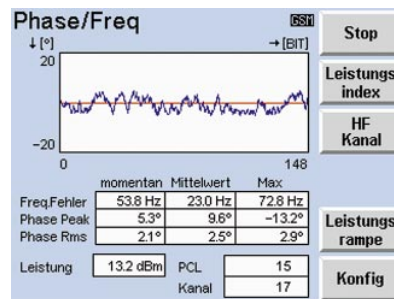 Phase/Freq GSM
↓[°] →[BIT]
20
−20
0 148
momentan Mittelwert Max
Freq.Fehler 53.8 Hz 23.0 Hz 72.8 Hz
Phase Peak 5.3° 9.6° −13.2°
Phase Rms 2.1° 2.5° 2.9°
Leistung 13.2 dBm PCL 15
Kanal 17
Stop
Leistungs
index
HF
Kanal
Leistungs
rampe
Konfig